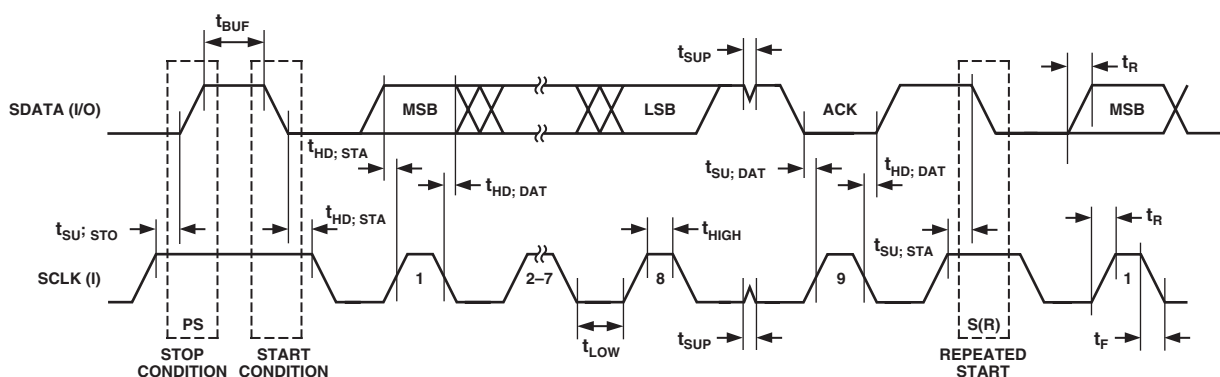 tBUF
tSUP
tR
SDATA (I/O)
MSB
LSB
ACK
MSB
tHD; STA
tHD; DAT
tSU; DAT
tHD; DAT
tSU; STO
tHD; STA
tHIGH
tSU; STA
tR
SCLK (I)
1
2–7
8
9
1
PS
tLOW
tSUP
S(R)
tF
STOP
CONDITION
START
CONDITION
REPEATED
START